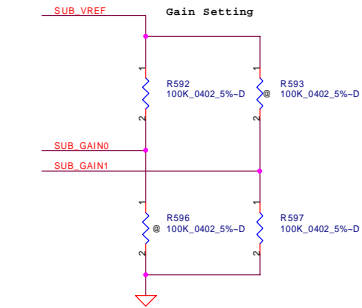 SUB_VREF
Gain Setting
1
1
R592
100K_0402_5%~D
@
R593
100K_0402_5%~D
2
2
SUB_GAIN0
SUB_GAIN1
1
1
R596
@ 100K_0402_5%~D
R597
100K_0402_5%~D
2
2